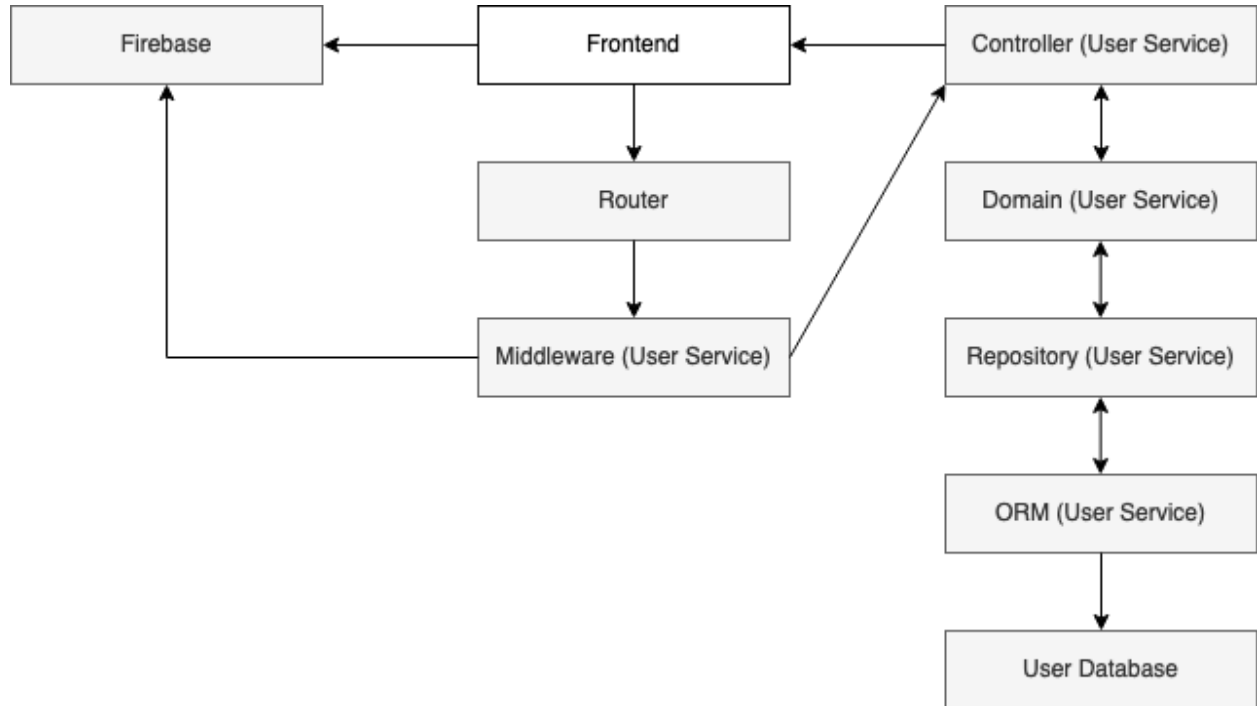 Firebase
Frontend
Controller (User Service)
Router
Domain (User Service)
Middleware (User Service)
Repository (User Service)
ORM (User Service)
User Database